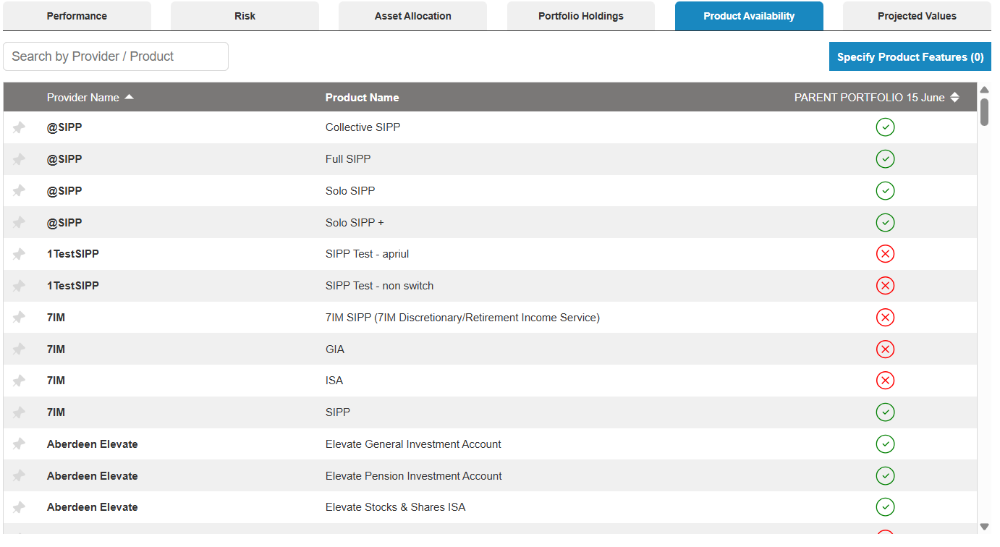 Performance Risk Asset Allocation Portfolio Holdings Product Availability Projected Values
Search by Provider / Product Specify Product Features (0)
Provider Name Product Name PARENT PORTFOLIO 15 June
@SIPP Collective SIPP
@SIPP Full SIPP
@SIPP Solo SIPP
@SIPP Solo SIPP +
1TestSIPP SIPP Test - apriul
1TestSIPP SIPP Test - non switch
7IM 7IM SIPP (7IM Discretionary/Retirement Income Service)
7IM GIA
7IM ISA
7IM SIPP
Aberdeen Elevate Elevate General Investment Account
Aberdeen Elevate Elevate Pension Investment Account
Aberdeen Elevate Elevate Stocks & Shares ISA